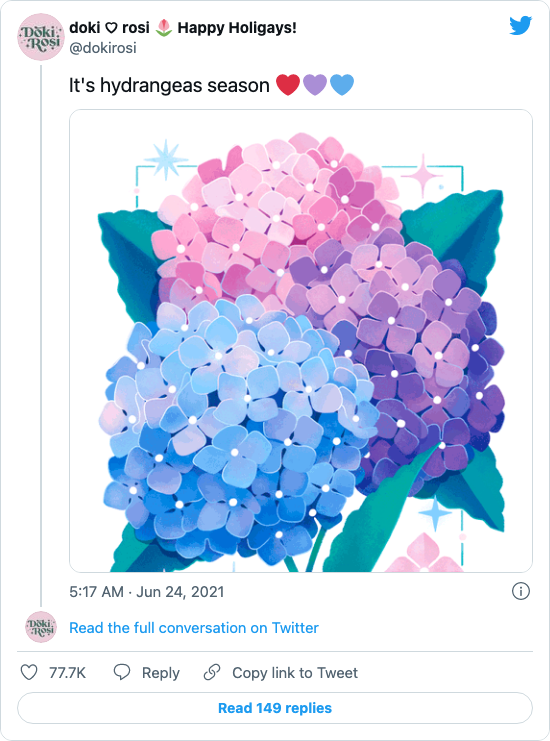 Doki Rosi
doki ♡ rosi 🌷 Happy Holigays!
@dokirosi
It's hydrangeas season ❤️💜💙
5:17 AM · Jun 24, 2021
Doki Rosi
Read the full conversation on Twitter
77.7K Reply Copy link to Tweet
Read 149 replies